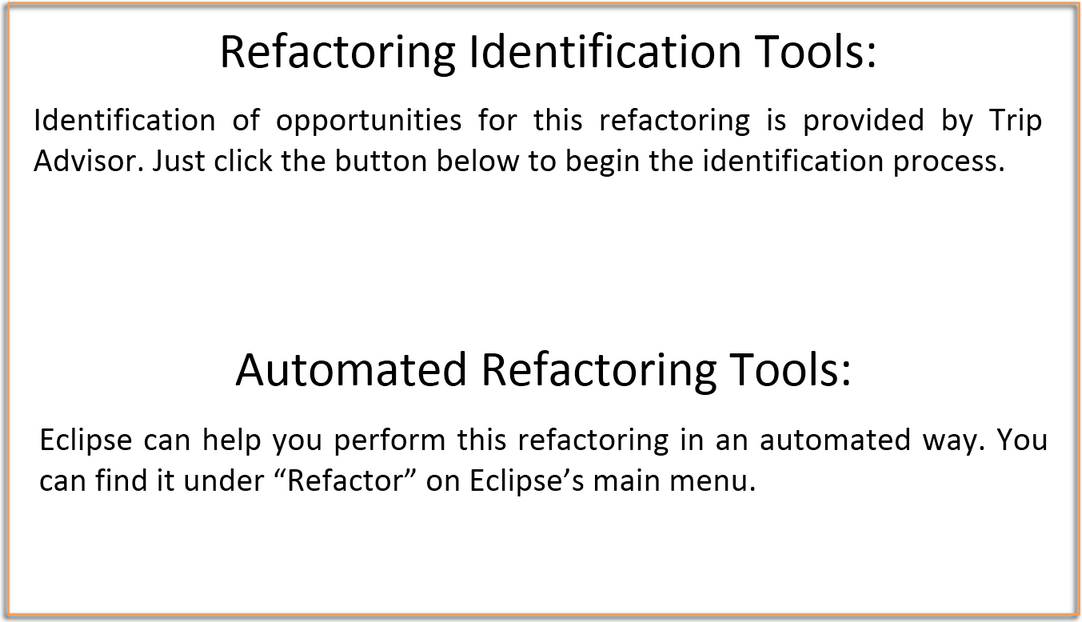 Refactoring Identification Tools:
Identification of opportunities for this refactoring is provided by Trip
Advisor. Just click the button below to begin the identification process.
Automated Refactoring Tools:
Eclipse can help you perform this refactoring in an automated way. You
can find it under “Refactor” on Eclipse’s main menu.